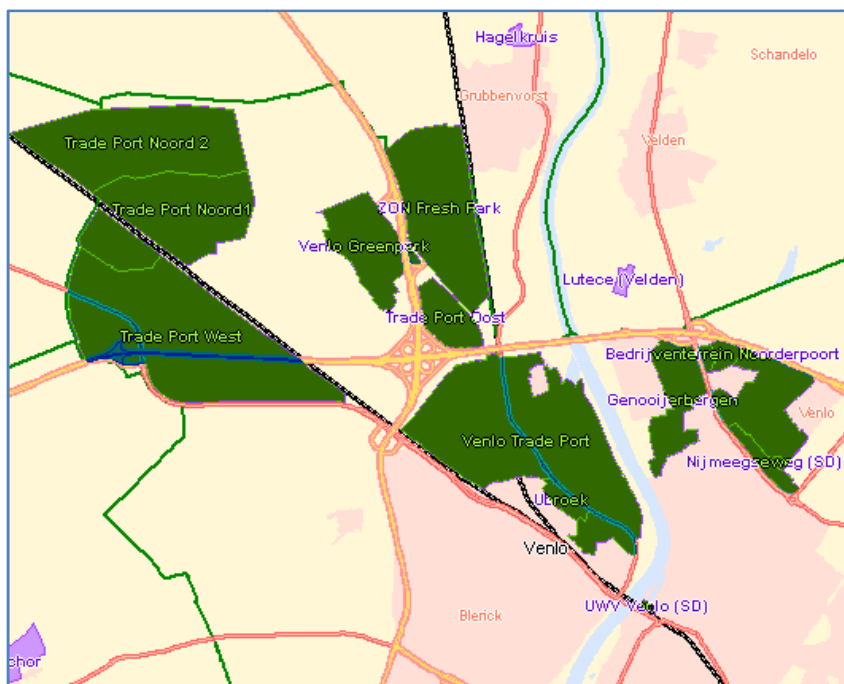 Hagelkruis
Schandelo
Grubbenvorst
Trade Port Noord 2
Velden
Trade Port Noord1
ZON Fresh Park
Venlo Greenpark
Lutece (Velden)
Trade Port Oost
Trade Port West
Bedrijventerrein Noorderpoort
Genooijerbergen
Venlo
Venlo Trade Port
Nijmeegseweg (SD)
Ubroek
Venlo
UWV Venlo (SD)
Blerick
chor